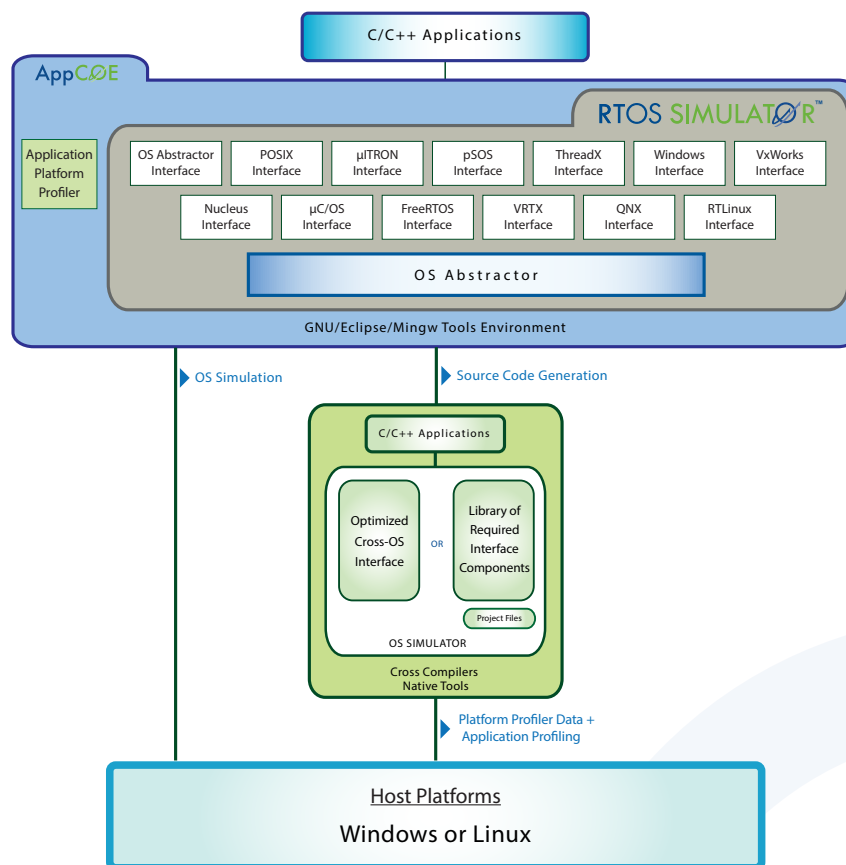 C/C++ Applications
AppCOE
RTOS SIMULATOR™
Application
Platform
Profiler
OS Abstractor
Interface
POSIX
Interface
µITRON
Interface
pSOS
Interface
ThreadX
Interface
Windows
Interface
VxWorks
Interface
Nucleus
Interface
µC/OS
Interface
FreeRTOS
Interface
VRTX
Interface
QNX
Interface
RTLinux
Interface
OS Abstractor
GNU/Eclipse/Mingw Tools Environment
OS Simulation
Source Code Generation
C/C++ Applications
Optimized
Cross-OS
Interface
OR
Library of
Required
Interface
Components
Project Files
OS SIMULATOR
Cross Compilers
Native Tools
Platform Profiler Data +
Application Profiling
Host Platforms
Windows or Linux